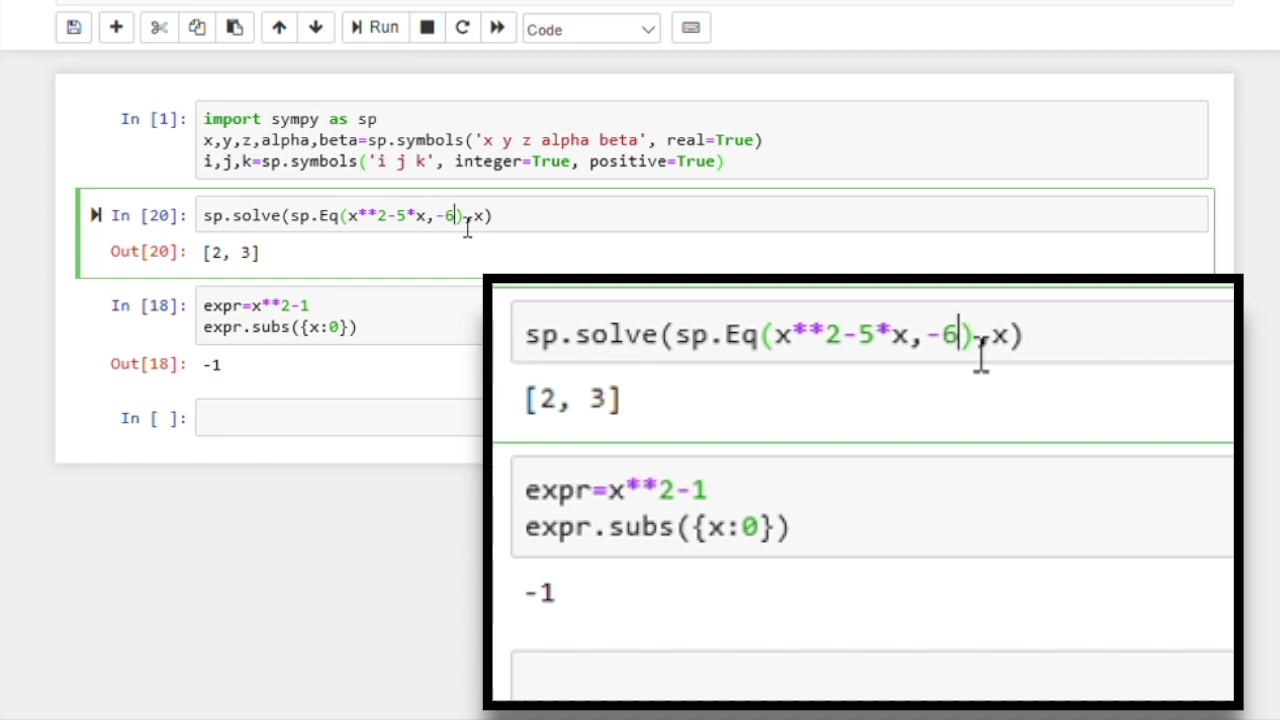 Run
Code
In [1]:
import sympy as sp
x,y,z,alpha,beta=sp.symbols('x y z alpha beta', real=True)
i,j,k=sp.symbols('i j k', integer=True, positive=True)
In [20]:
sp.solve(sp.Eq(x**2-5*x,-6),x)
Out[20]:
[2, 3]
In [18]:
expr=x**2-1
expr.subs({x:0})
Out[18]:
-1
In [ ]:
sp.solve(sp.Eq(x**2-5*x,-6),x)
[2, 3]
expr=x**2-1
expr.subs({x:0})
-1